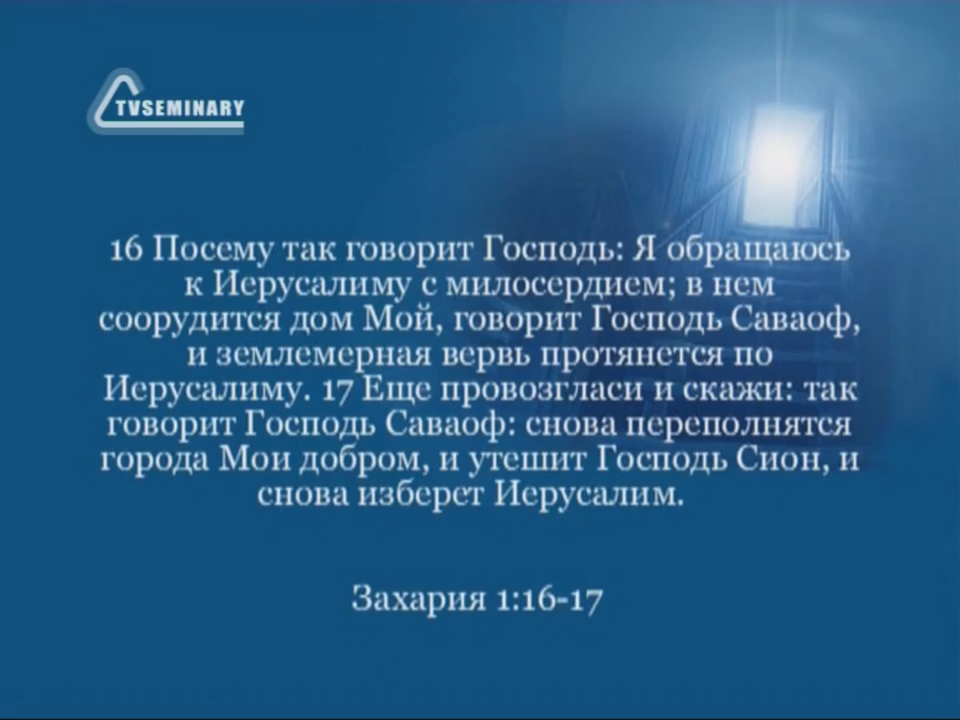 TVSEMINARY
16 Посему так говорит Господь: Я обращаюсь
к Иерусалиму с милосердием; в нем
соорудится дом Мой, говорит Господь Саваоф,
и землемерная вервь протянется по
Иерусалиму. 17 Еще провозгласи и скажи: так
говорит Господь Саваоф: снова переполнятся
города Мои добром, и утешит Господь Сион, и
снова изберет Иерусалим.
Захария 1:16-17